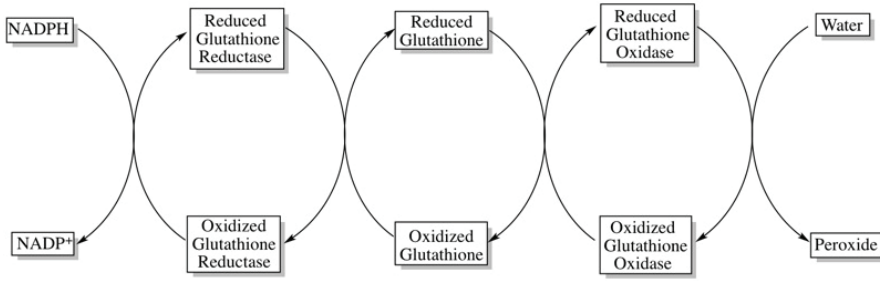 NADPH
Reduced
Glutathione
Reductase
Reduced
Glutathione
Reduced
Glutathione
Oxidase
Water
NADP+
Oxidized
Glutathione
Reductase
Oxidized
Glutathione
Oxidized
Glutathione
Oxidase
Peroxide